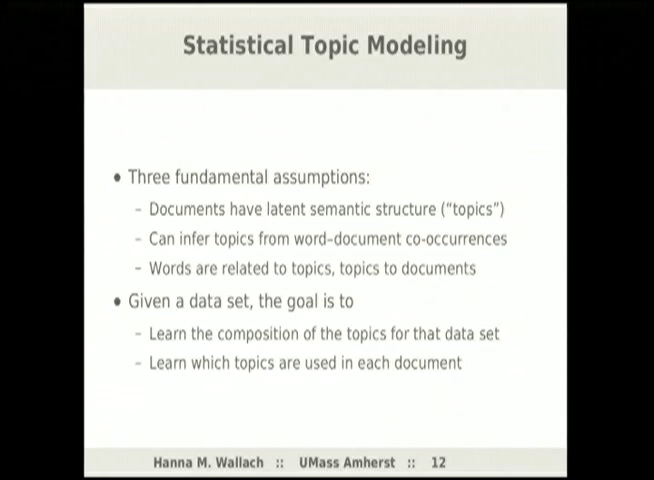 Statistical Topic Modeling
• Three fundamental assumptions:
– Documents have latent semantic structure (“topics”)
– Can infer topics from word–document co-occurrences
– Words are related to topics, topics to documents
• Given a data set, the goal is to
– Learn the composition of the topics for that data set
– Learn which topics are used in each document
Hanna M. Wallach :: UMass Amherst :: 12